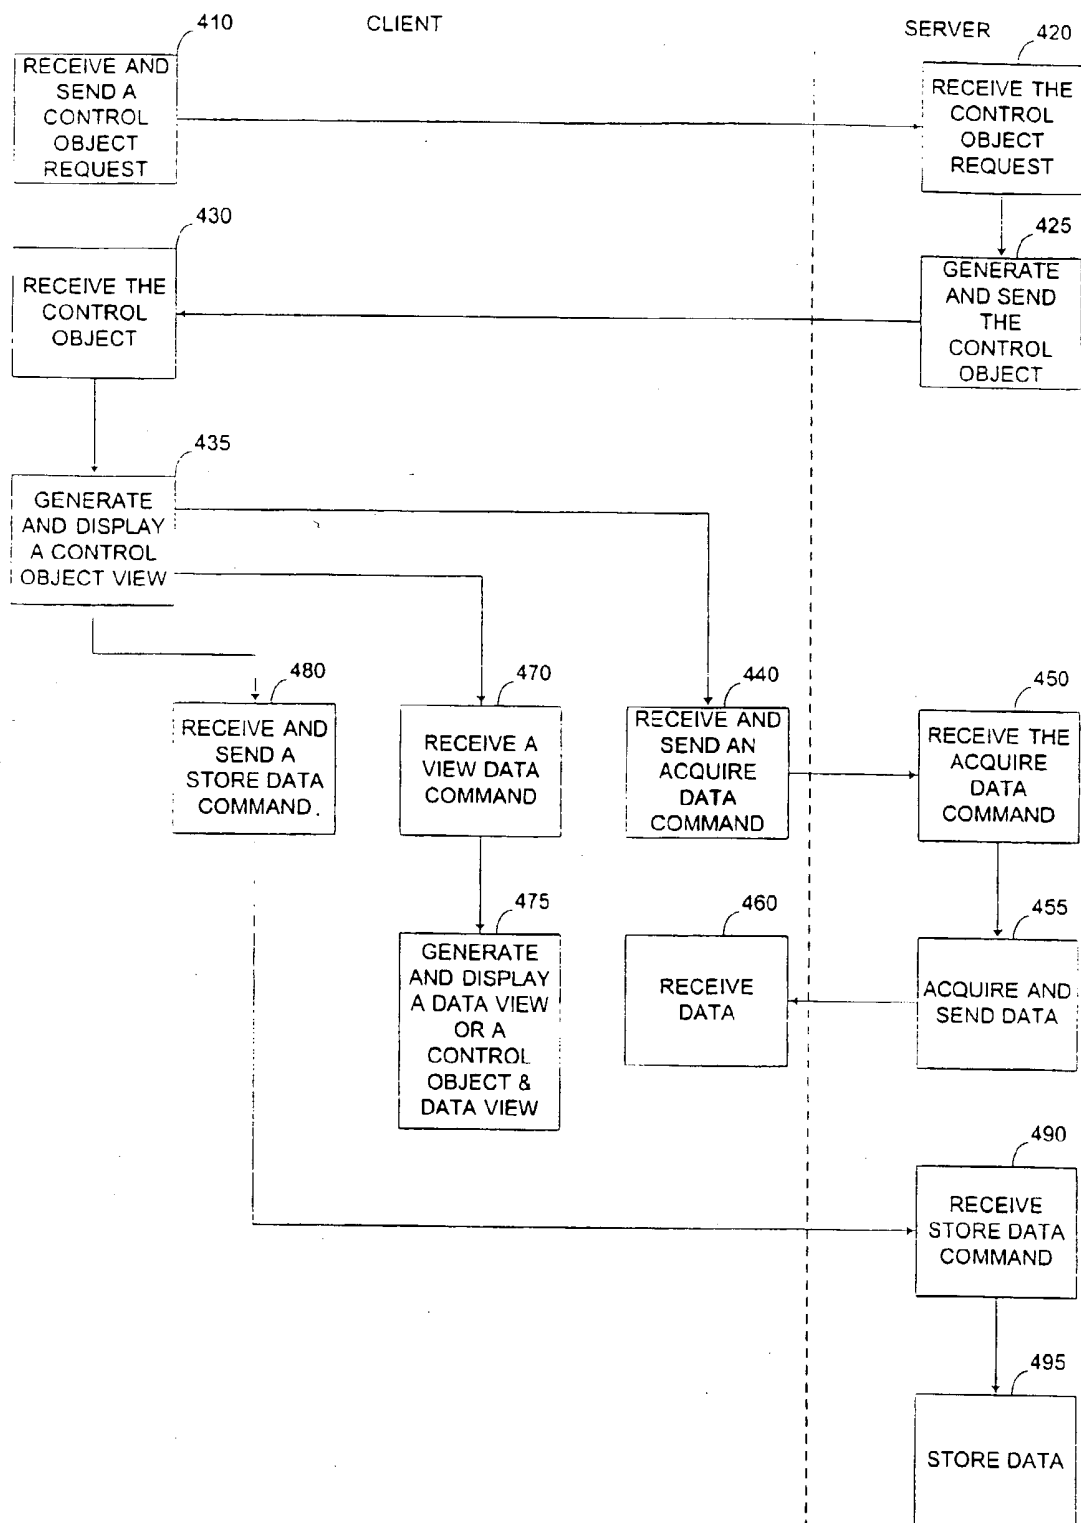 CLIENT
SERVER
410
RECEIVE AND
SEND A
CONTROL
OBJECT
REQUEST
420
RECEIVE THE
CONTROL
OBJECT
REQUEST
430
RECEIVE THE
CONTROL
OBJECT
425
GENERATE
AND SEND
THE
CONTROL
OBJECT
435
GENERATE
AND DISPLAY
A CONTROL
OBJECT VIEW
480
RECEIVE AND
SEND A
STORE DATA
COMMAND.
470
RECEIVE A
VIEW DATA
COMMAND
440
RECEIVE AND
SEND AN
ACQUIRE
DATA
COMMAND
450
RECEIVE THE
ACQUIRE
DATA
COMMAND
475
GENERATE
AND DISPLAY
A DATA VIEW
OR A
CONTROL
OBJECT &
DATA VIEW
460
RECEIVE
DATA
455
ACQUIRE AND
SEND DATA
490
RECEIVE
STORE DATA
COMMAND
495
STORE DATA